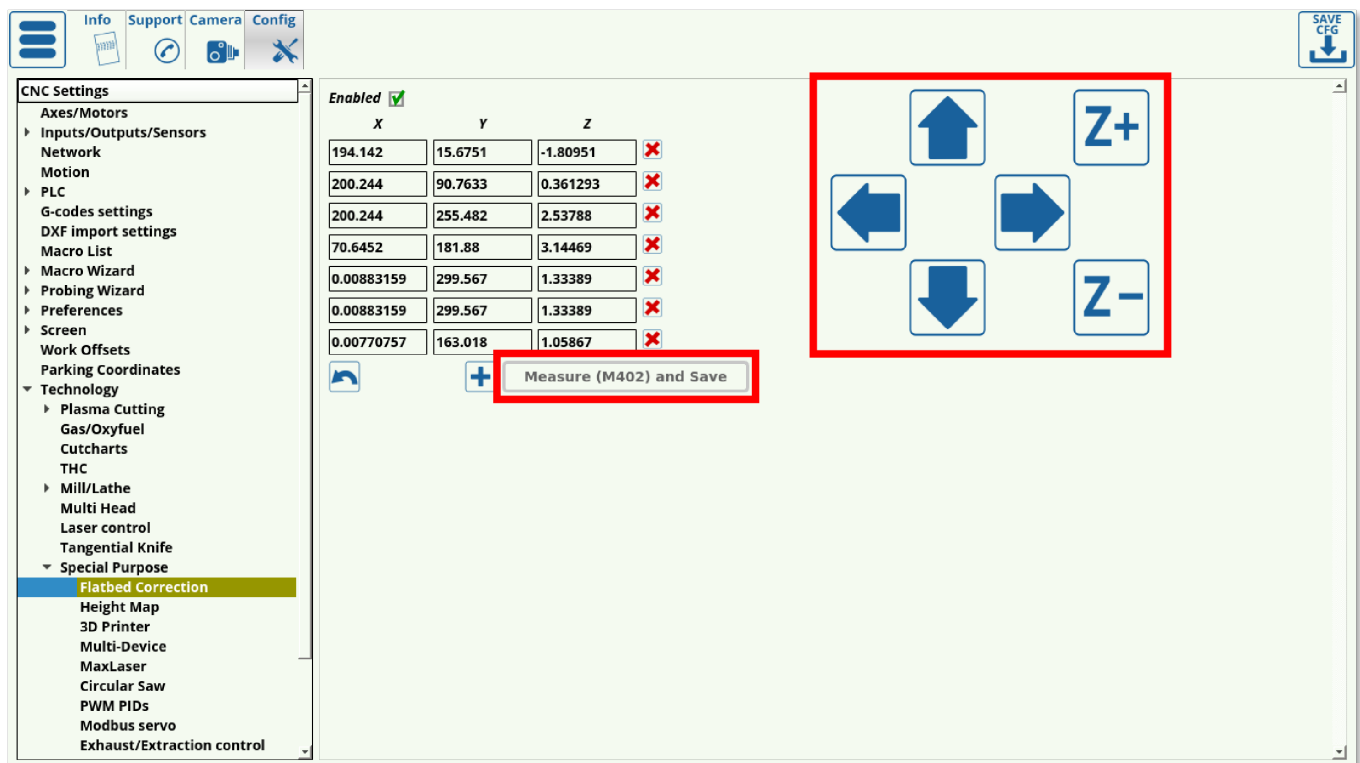 Info Support Camera Config
SAVE
CFG
CNC Settings
Axes/Motors
Inputs/Outputs/Sensors
Network
Motion
PLC
G-codes settings
DXF import settings
Macro List
Macro Wizard
Probing Wizard
Preferences
Screen
Work Offsets
Parking Coordinates
Technology
Plasma Cutting
Gas/Oxyfuel
Cutcharts
THC
Mill/Lathe
Multi Head
Laser control
Tangential Knife
Special Purpose
Flatbed Correction
Height Map
3D Printer
Multi-Device
MaxLaser
Circular Saw
PWM PIDs
Modbus servo
Exhaust/Extraction control
Enabled
X Y Z
194.142 15.6751 -1.80951
200.244 90.7633 0.361293
200.244 255.482 2.53788
70.6452 181.88 3.14469
0.00883159 299.567 1.33389
0.00883159 299.567 1.33389
0.00770757 163.018 1.05867
Measure (M402) and Save
Z+
Z−